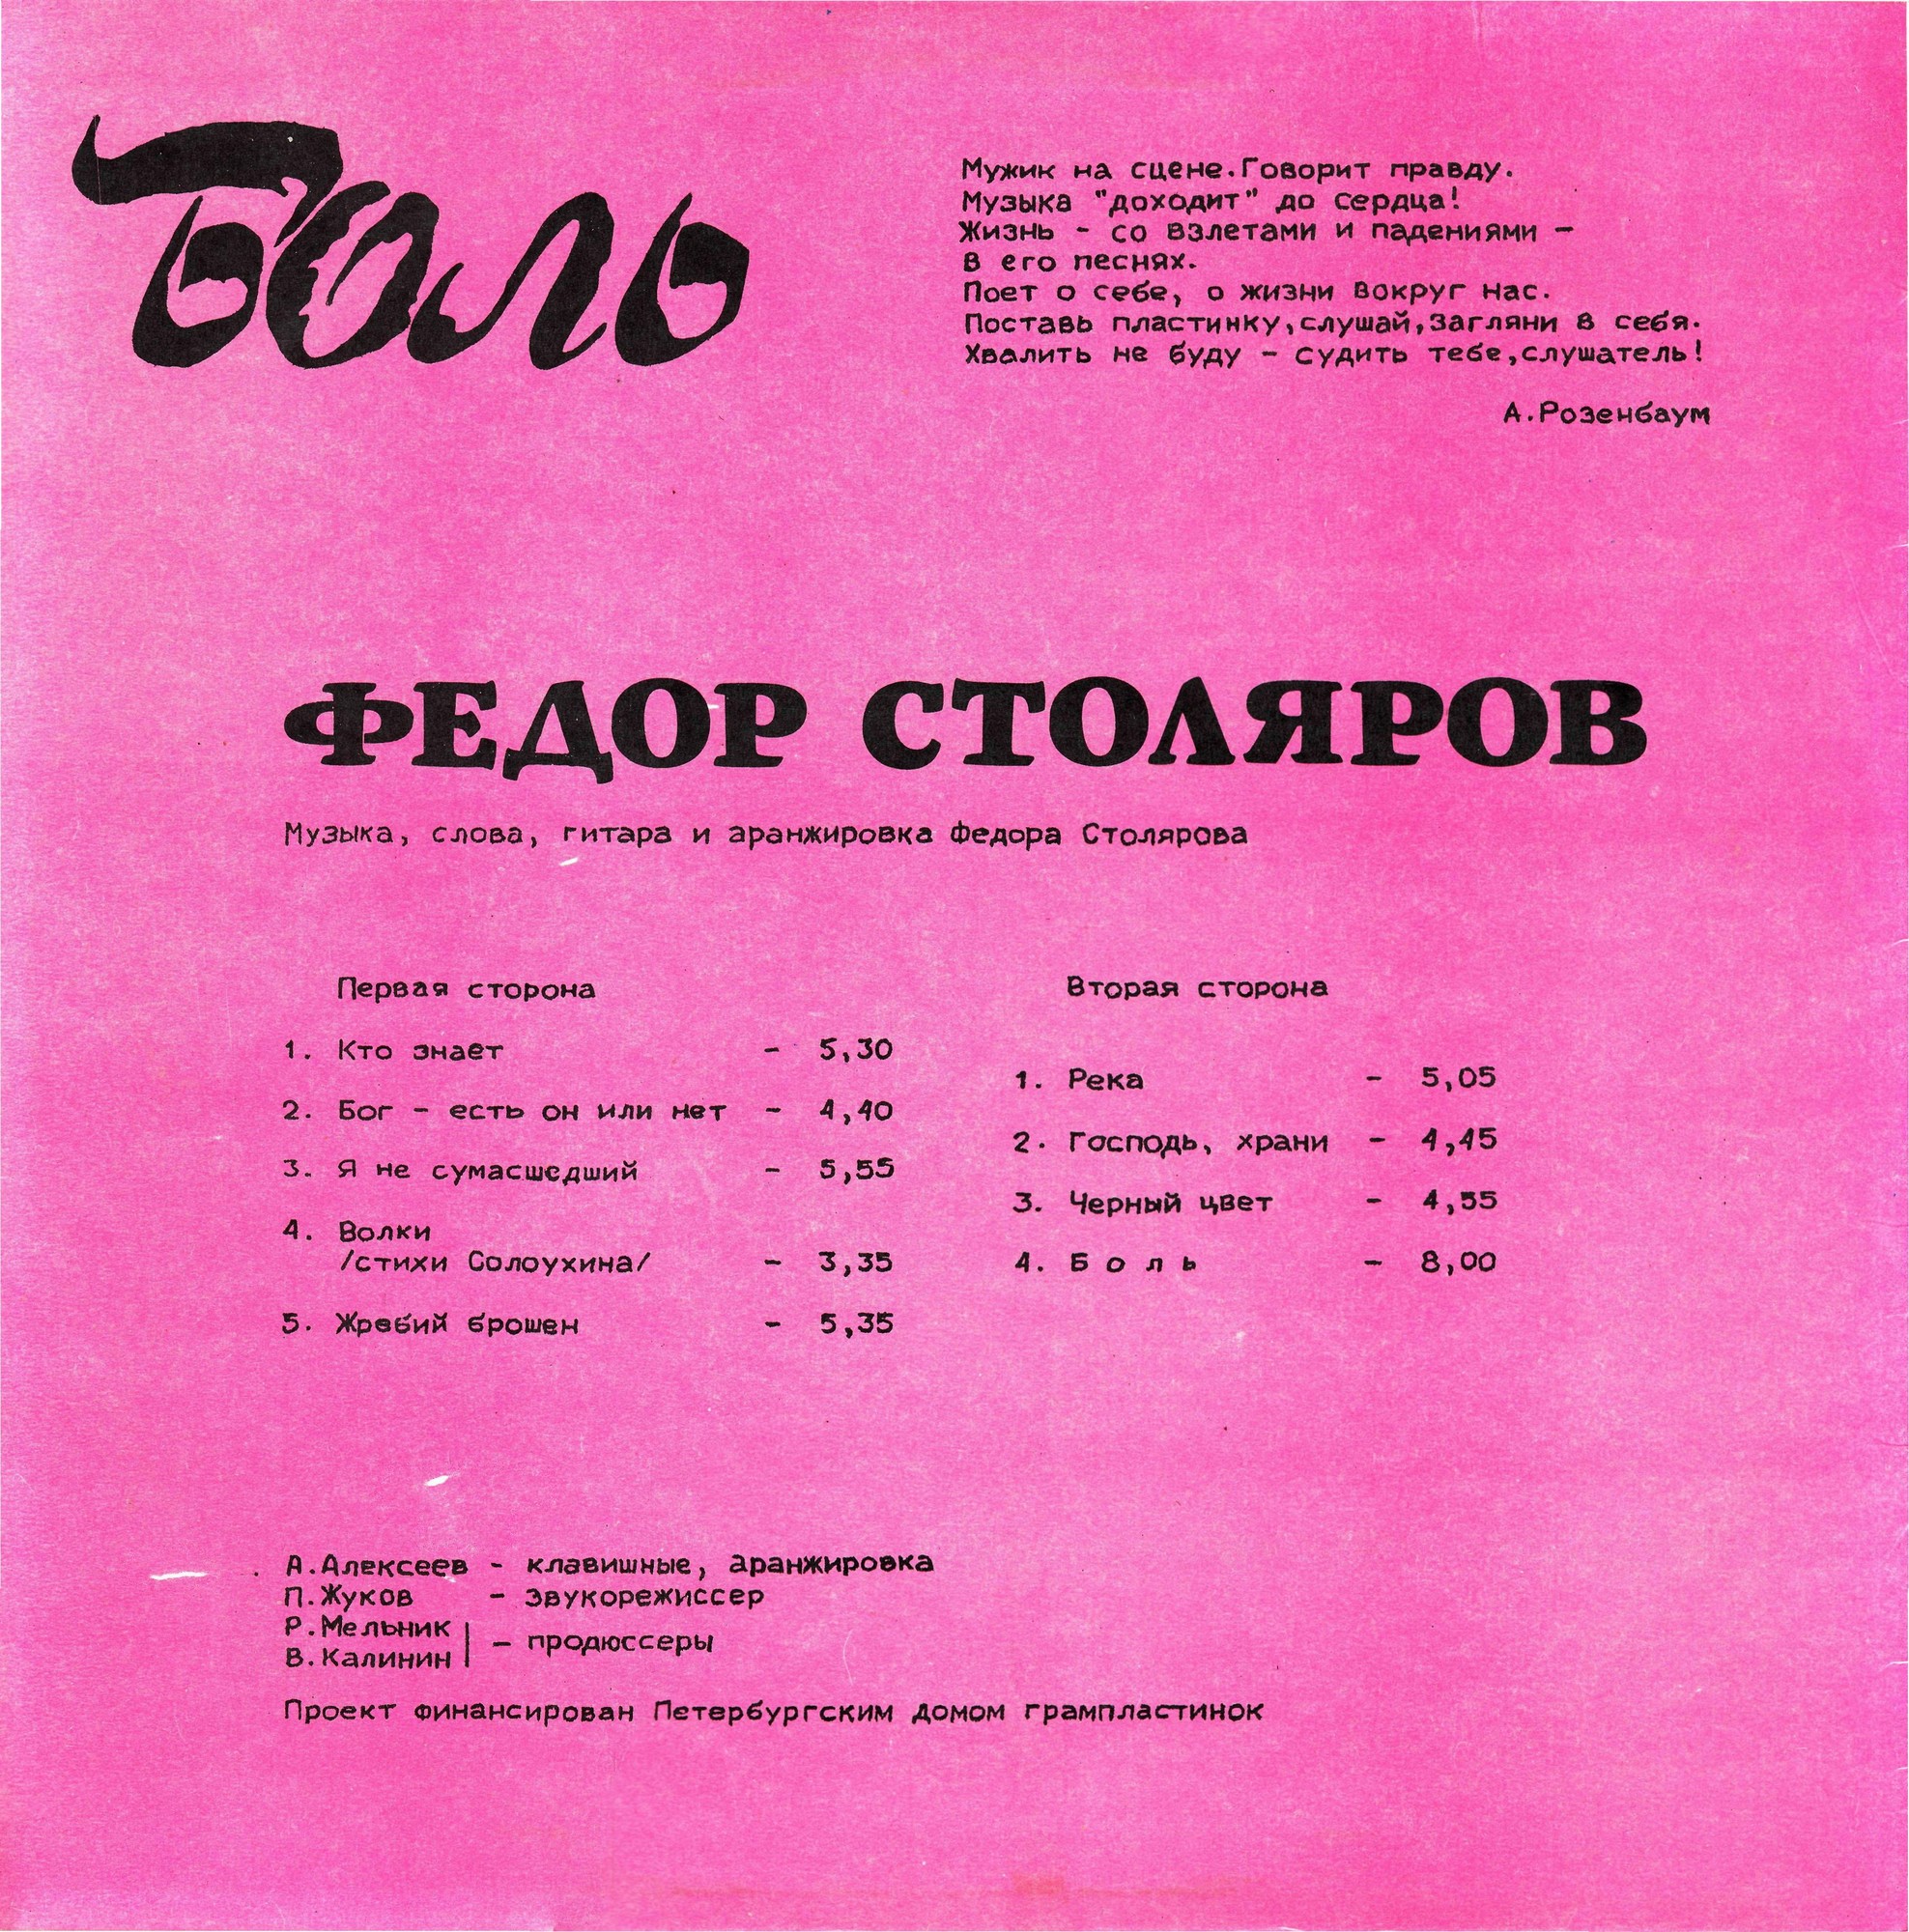 Боль
Мужик на сцене.Говорит правду.
Музыка "доходит" до сердца!
Жизнь - со взлетами и падениями -
в его песнях.
Поет о себе, о жизни вокруг нас.
Поставь пластинку,слушай,загляни в себя.
Хвалить не буду - судить тебе,слушатель!
А.Розенбаум
ФЕДОР СТОЛЯРОВ
Музыка, слова, гитара и аранжировка Федора Столярова
Первая сторона
1. Кто знает - 5,30
2. Бог - есть он или нет - 4,40
3. Я не сумасшедший - 5,55
4. Волки
/стихи Солоухина/ - 3,35
5. Жребий брошен - 5,35
Вторая сторона
1. Река - 5,05
2. Господь, храни - 4,45
3. Черный цвет - 4,55
4. Б о л ь - 8,00
А.Алексеев - клавишные, аранжировка
П.Жуков - звукорежиссер
Р.Мельник
В.Калинин - продюссеры
Проект финансирован Петербургским домом грампластинок